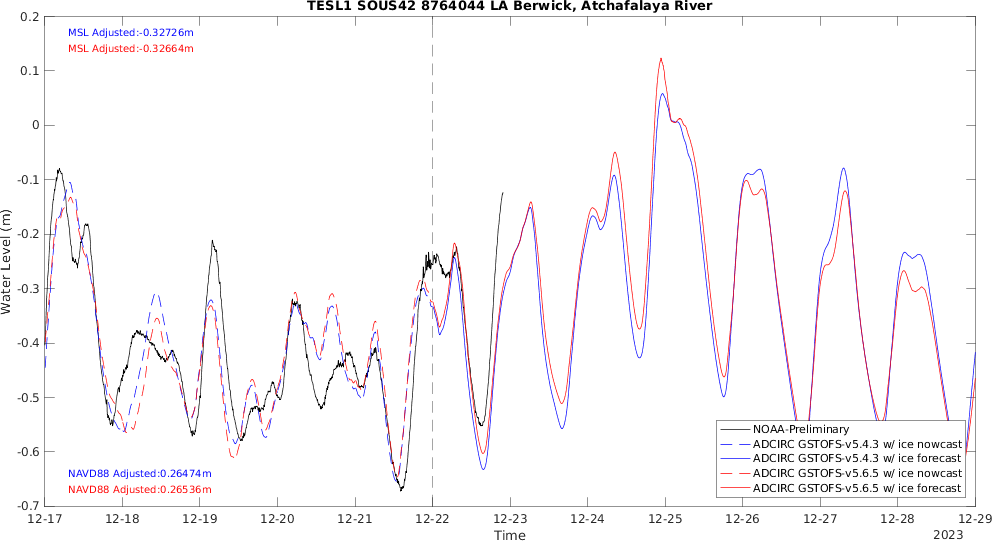 TESL1 SOUS42 8764044 LA Berwick, Atchafalaya River
MSL Adjusted:-0.32726m
MSL Adjusted:-0.32664m
0.2
0.1
0
-0.1
-0.2
-0.3
-0.4
-0.5
-0.6
-0.7
Water Level (m)
NAVD88 Adjusted:0.26474m
NAVD88 Adjusted:0.26536m
NOAA-Preliminary
ADCIRC GSTOFS-v5.4.3 w/ ice nowcast
ADCIRC GSTOFS-v5.4.3 w/ ice forecast
ADCIRC GSTOFS-v5.6.5 w/ ice nowcast
ADCIRC GSTOFS-v5.6.5 w/ ice forecast
12-17 12-18 12-19 12-20 12-21 12-22 12-23 12-24 12-25 12-26 12-27 12-28 12-29
Time
2023